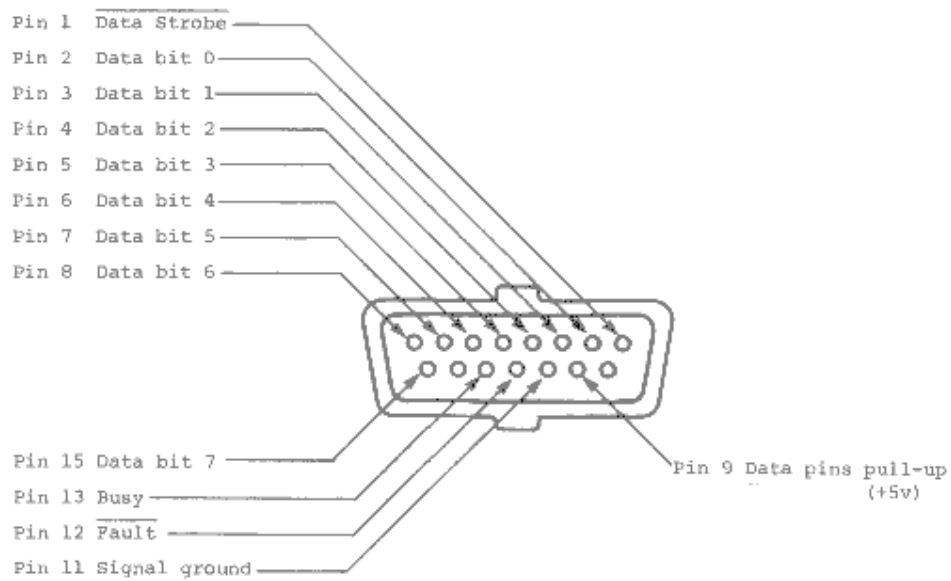 Pin 1 Data Strobe
Pin 2 Data bit 0
Pin 3 Data bit 1
Pin 4 Data bit 2
Pin 5 Data bit 3
Pin 6 Data bit 4
Pin 7 Data bit 5
Pin 8 Data bit 6
Pin 15 Data bit 7
Pin 13 Busy
Pin 12 Fault
Pin 11 Signal ground
Pin 9 Data pins pull-up
(+5v)